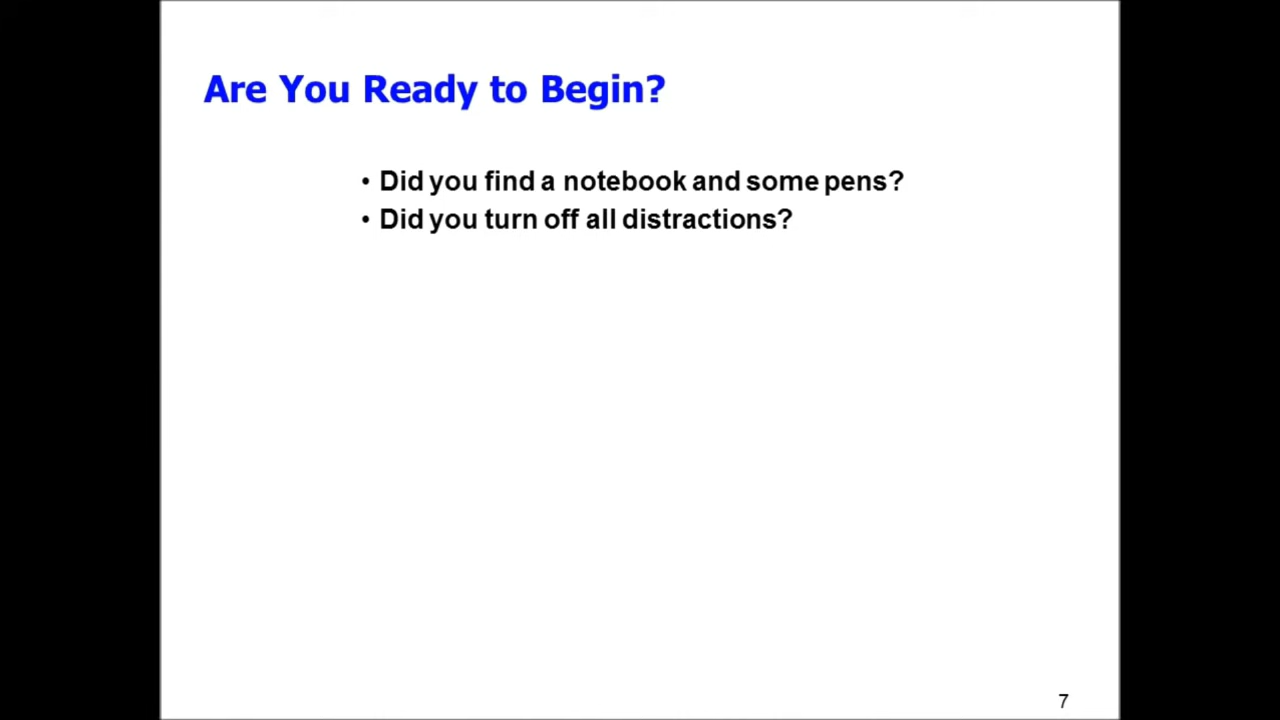 Are You Ready to Begin?
• Did you find a notebook and some pens?
• Did you turn off all distractions?
7